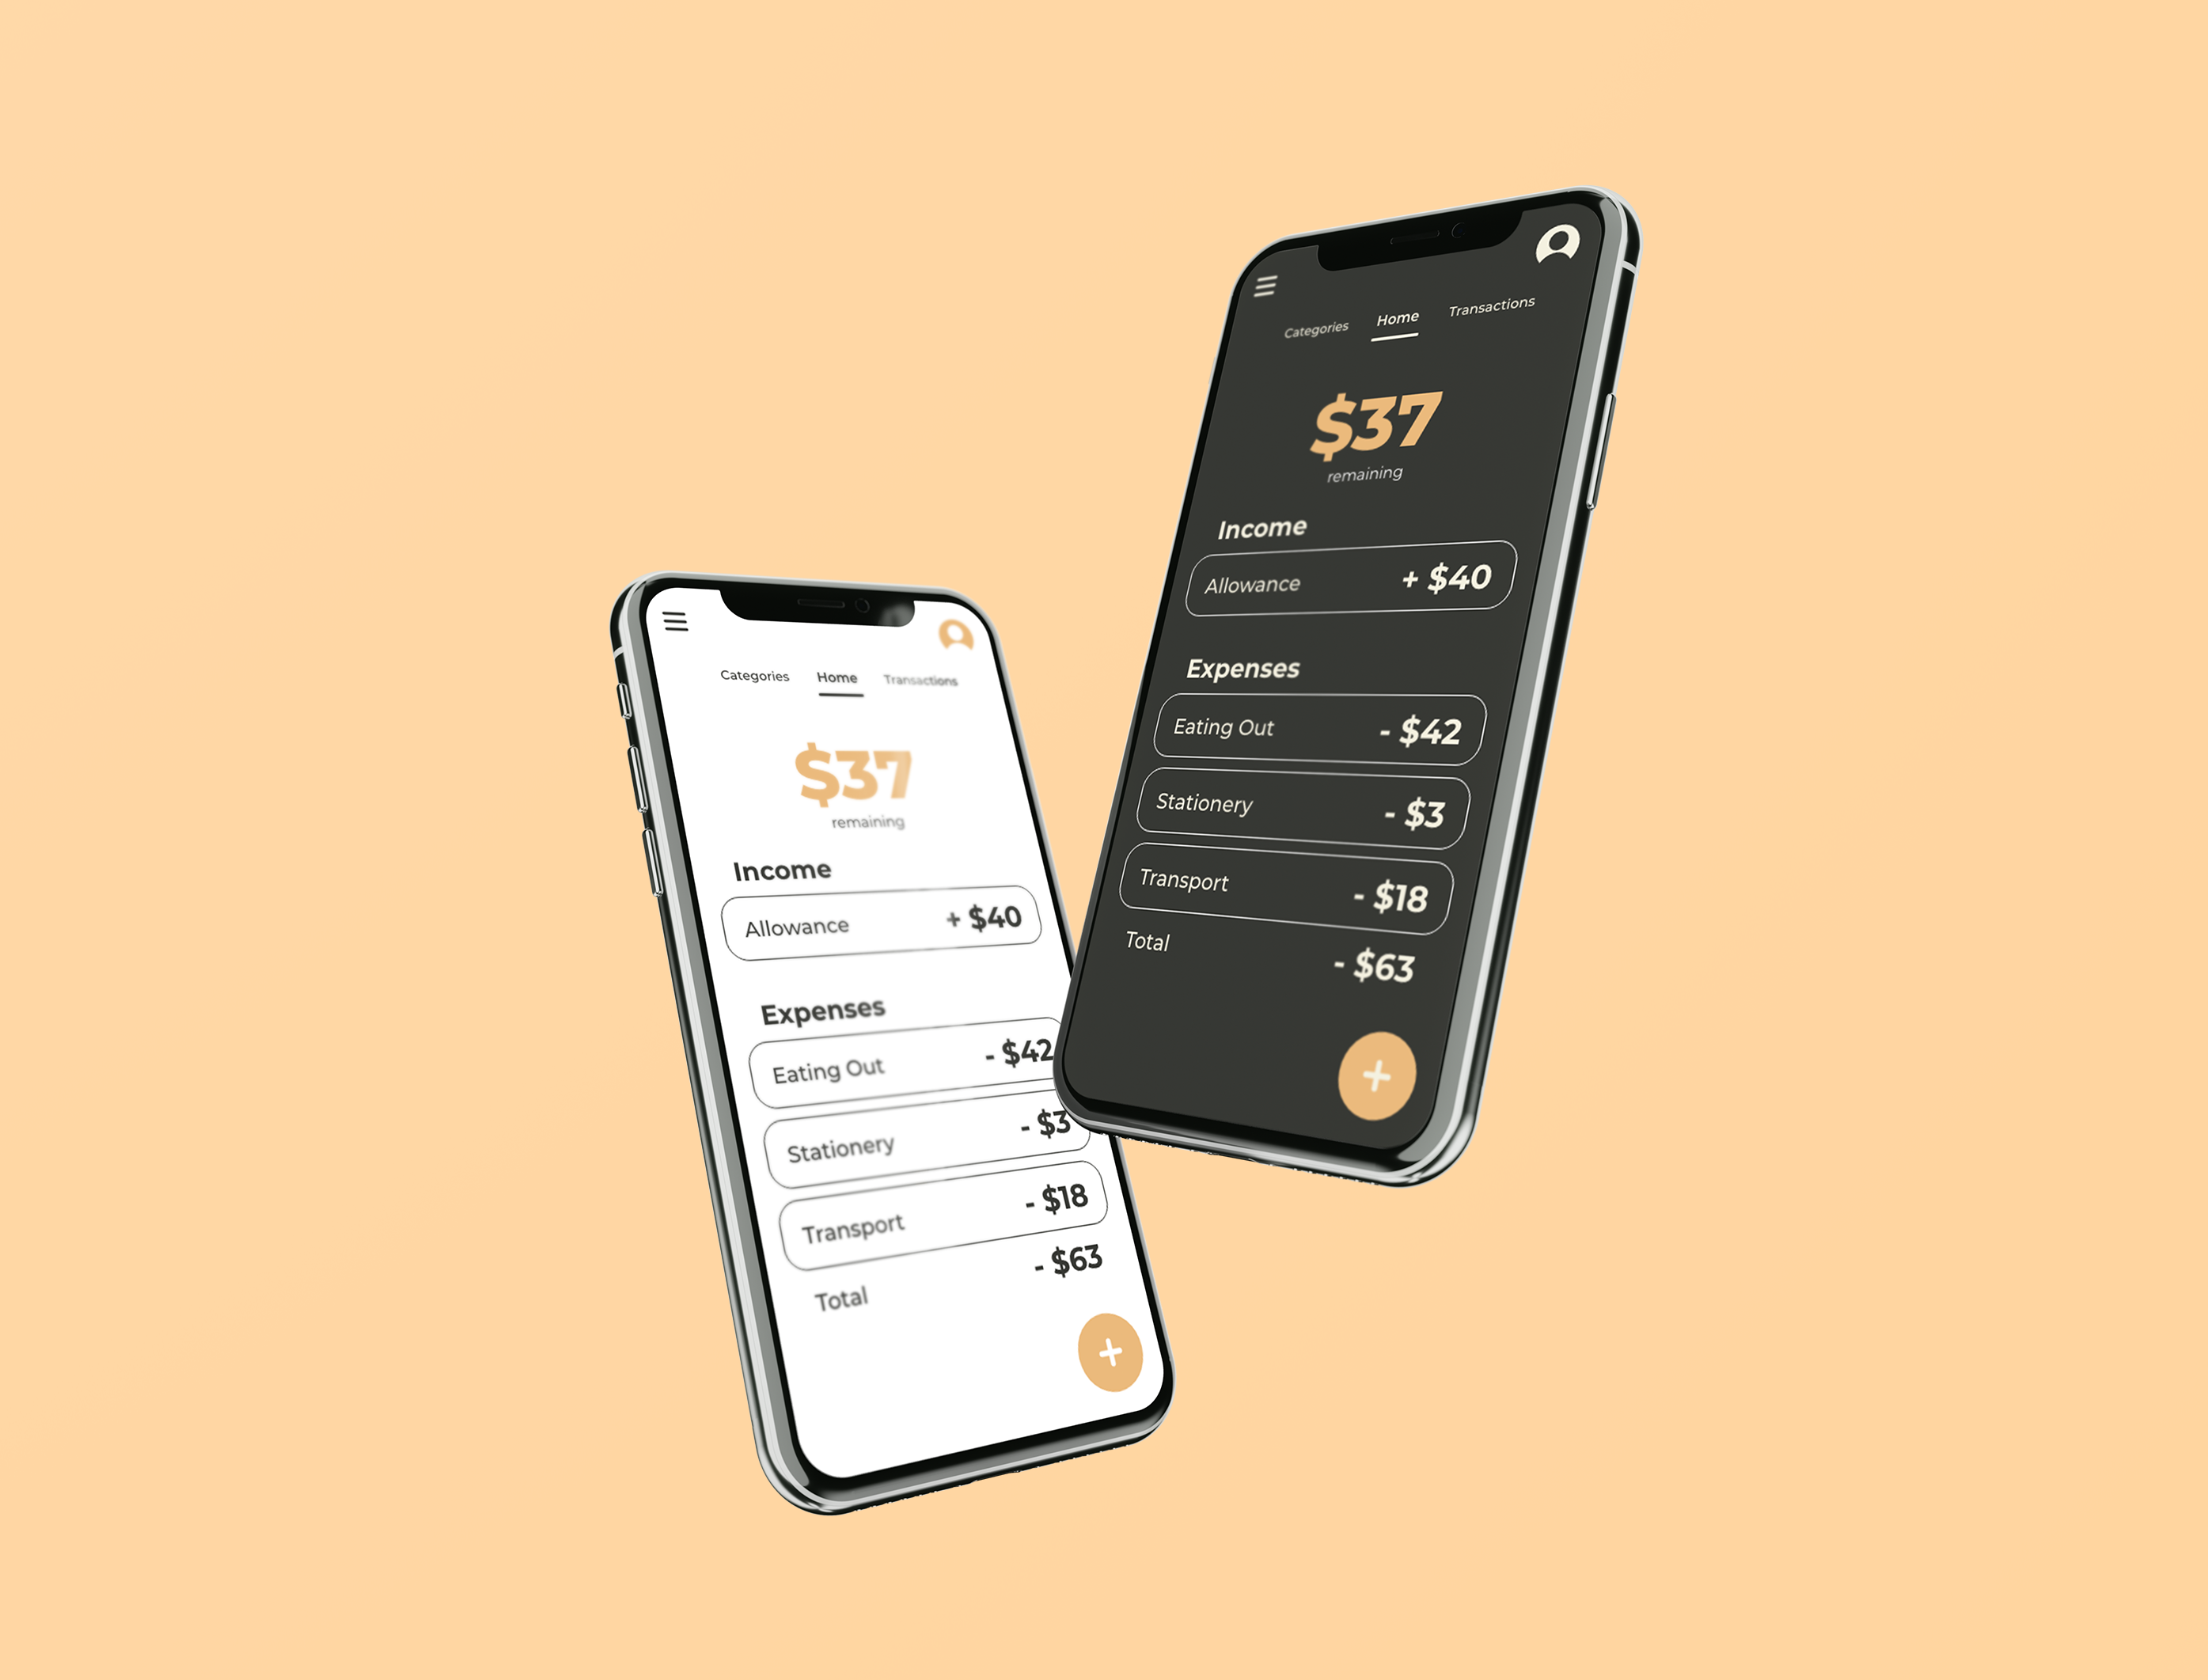 Categories Home Transactions
$37
remaining
Income
Allowance + $40
Expenses
Eating Out - $42
Stationery - $3
Transport - $18
Total - $63
+
Categories Home Transactions
$37
remaining
Income
Allowance + $40
Expenses
Eating Out - $42
Stationery - $3
Transport - $18
Total - $63
+